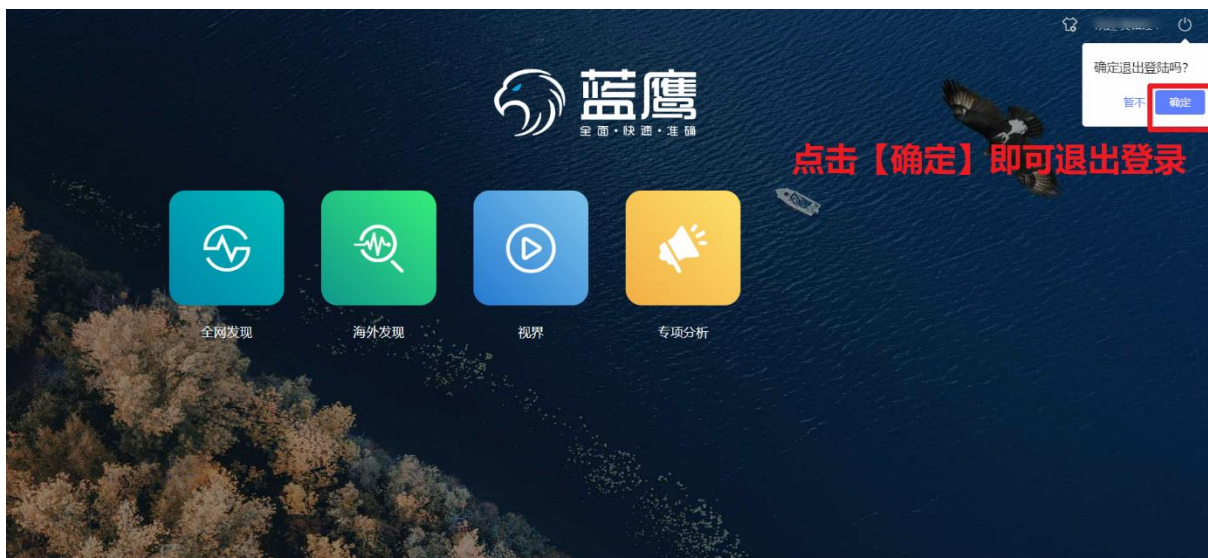 确定退出登陆吗?
暂不 确定
蓝鹰
全面·快速·准确
点击【确定】即可退出登录
全网发现 海外发现 视界 专项分析